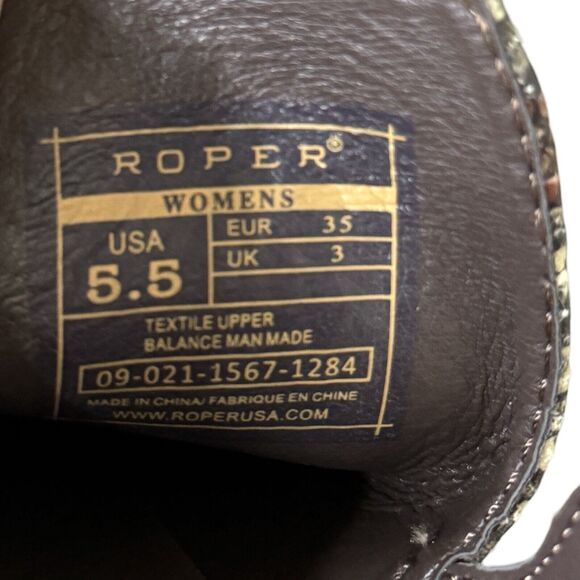 ROPER®
WOMENS
USA
5.5
EUR 35
UK 3
TEXTILE UPPER
BALANCE MAN MADE
09-021-1567-1284
MADE IN CHINA/ FABRIQUE EN CHINE
WWW.ROPERUSA.COM